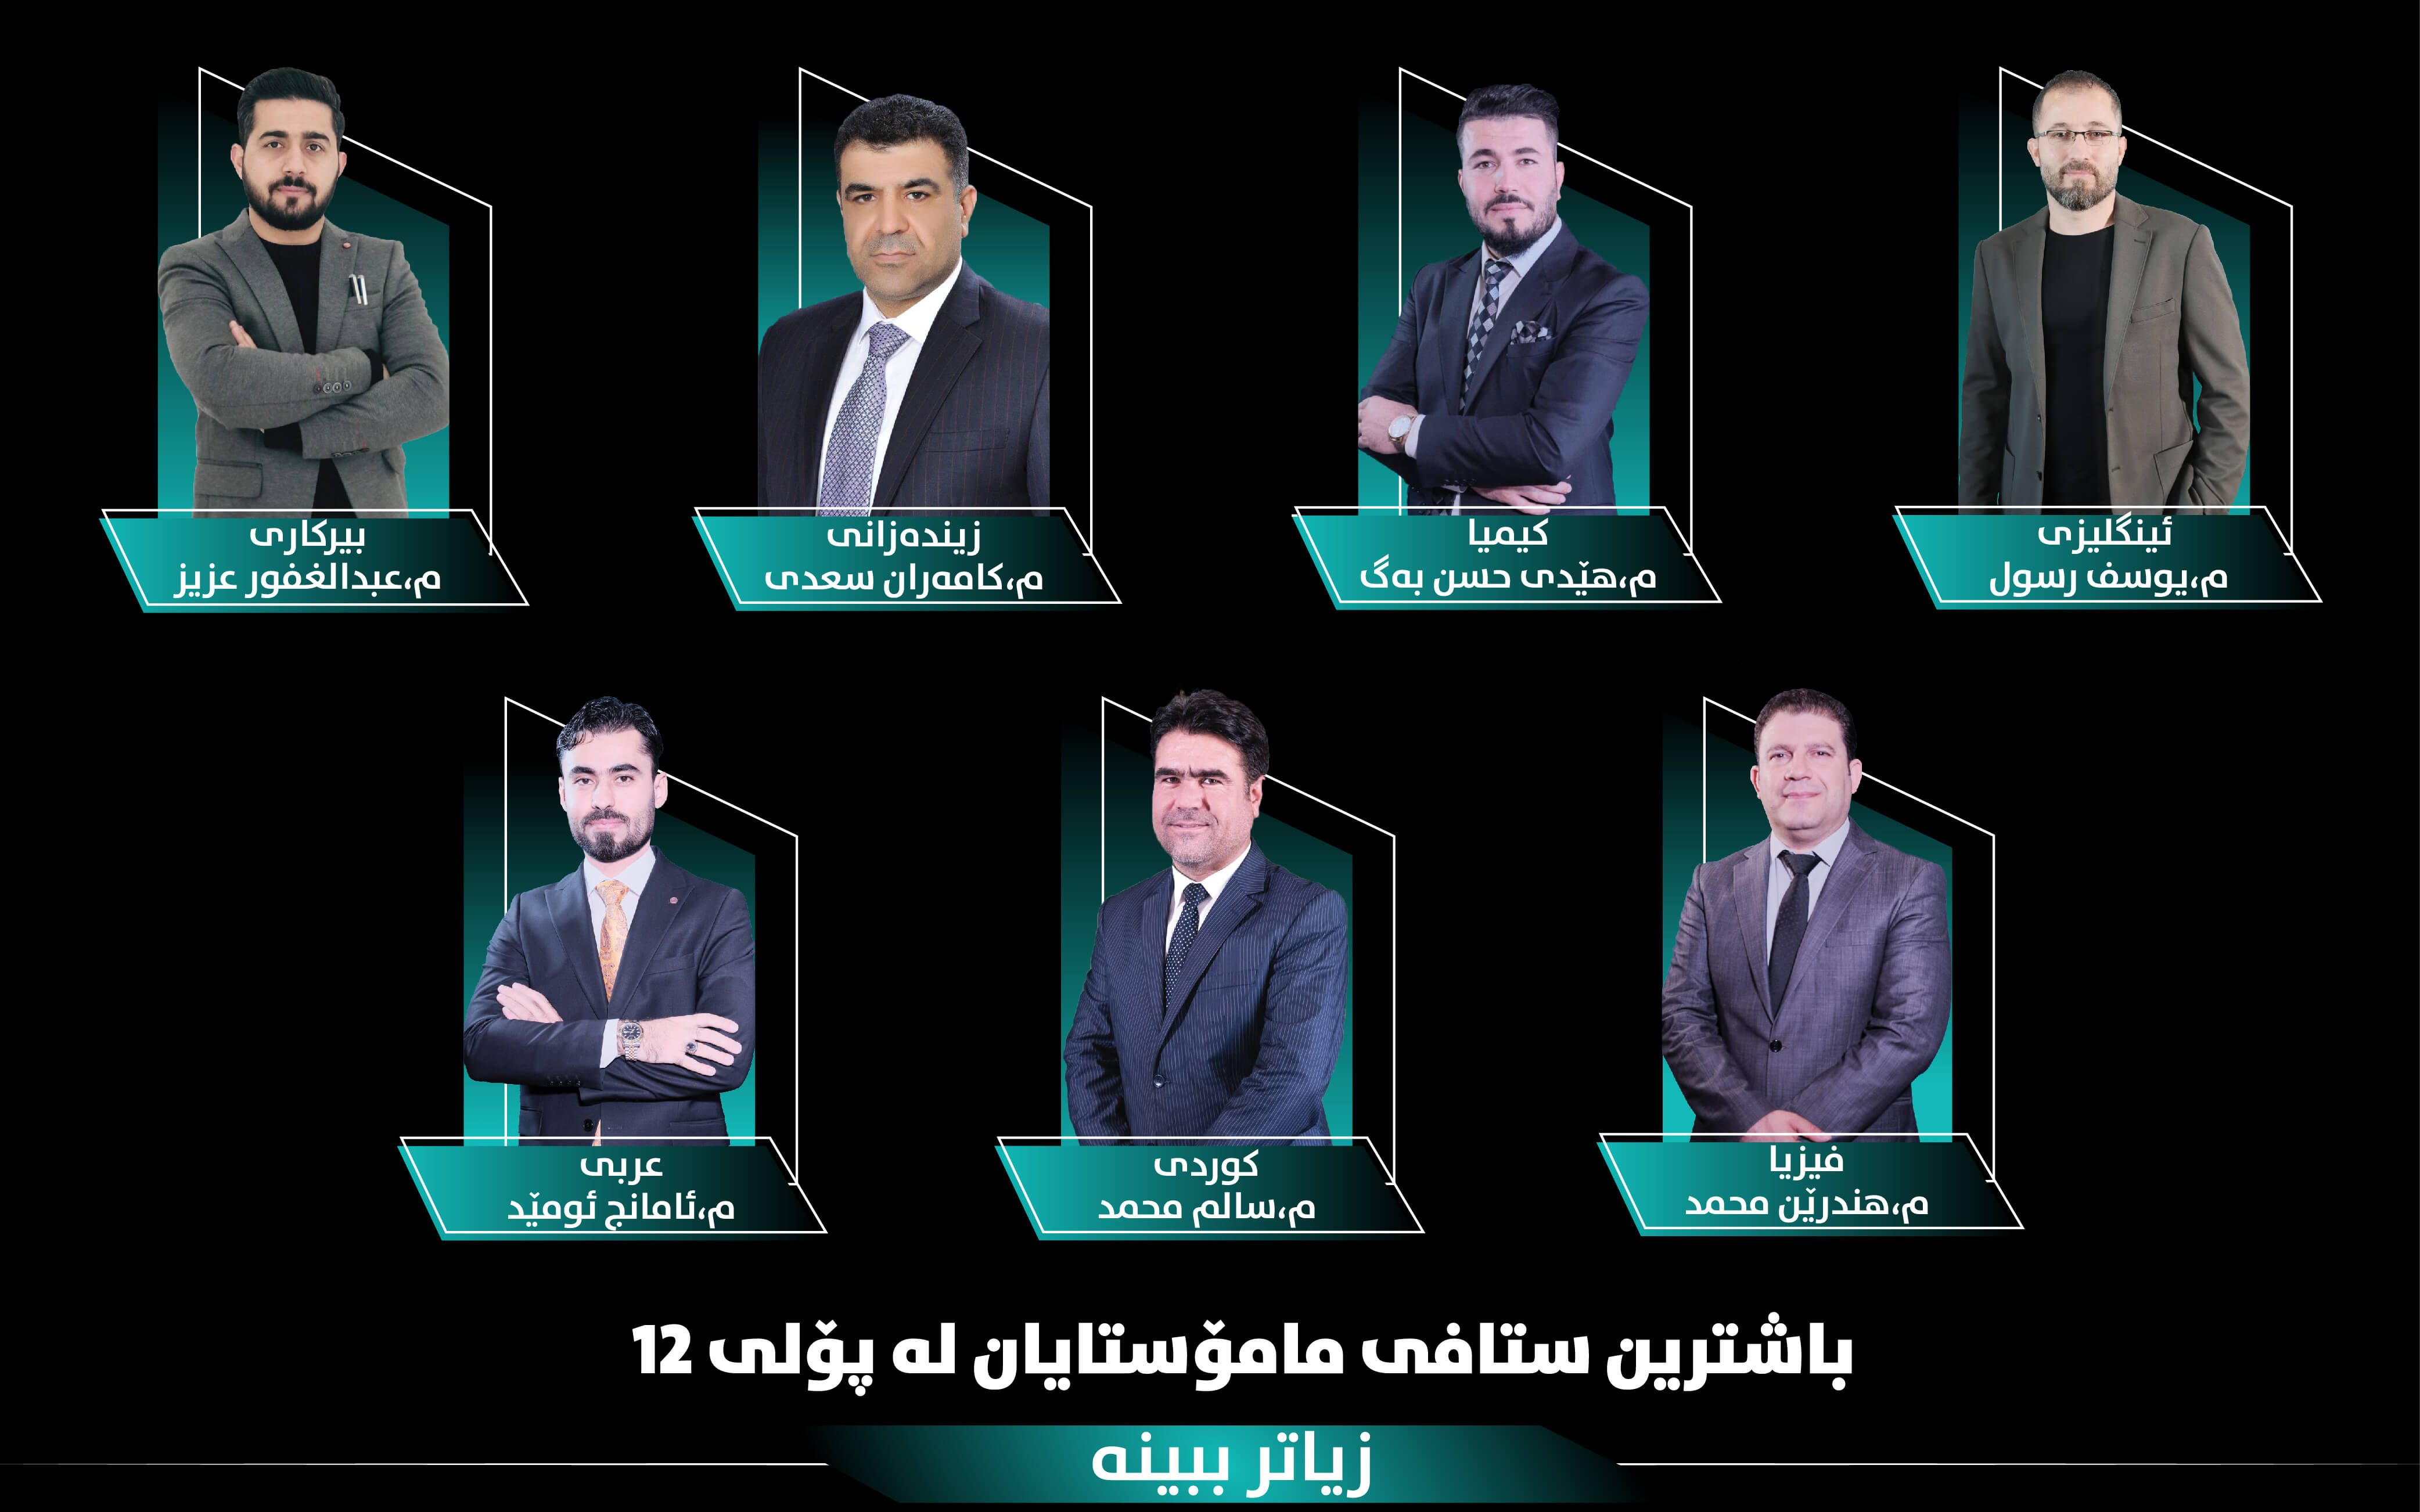 ئینگلیزی
م،یوسف رسول
کیمیا
م،هێدی حسن بەگ
زیندەزانی
م،کامەران سعدی
بیرکاری
م،عبدالغفور عزیز
فیزیا
م،هندرێن محمد
کوردی
م،سالم محمد
عربی
م،ئامانج ئومێد
باشترین ستافی مامۆستایان لە پۆلی 12
زیاتر ببینە